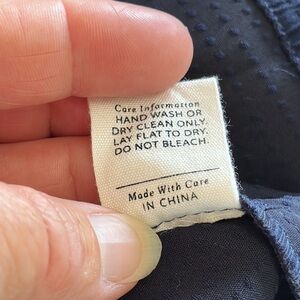 Care Information
HAND WASH OR
DRY CLEAN ONLY.
LAY FLAT TO DRY.
DO NOT BLEACH.
Made With Care
IN CHINA